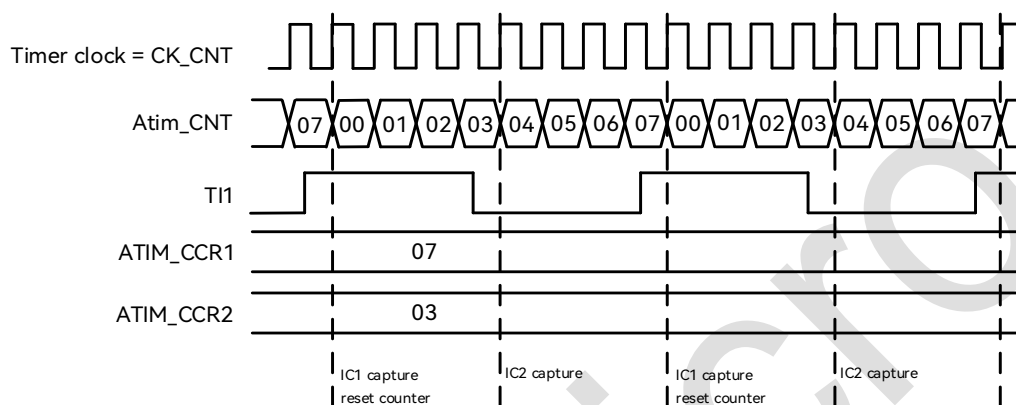 Timer clock = CK_CNT
Atim_CNT
07 00 01 02 03 04 05 06 07 00 01 02 03 04 05 06 07
TI1
ATIM_CCR1
07
ATIM_CCR2
03
IC1 capture
reset counter
IC2 capture
IC1 capture
reset counter
IC2 capture